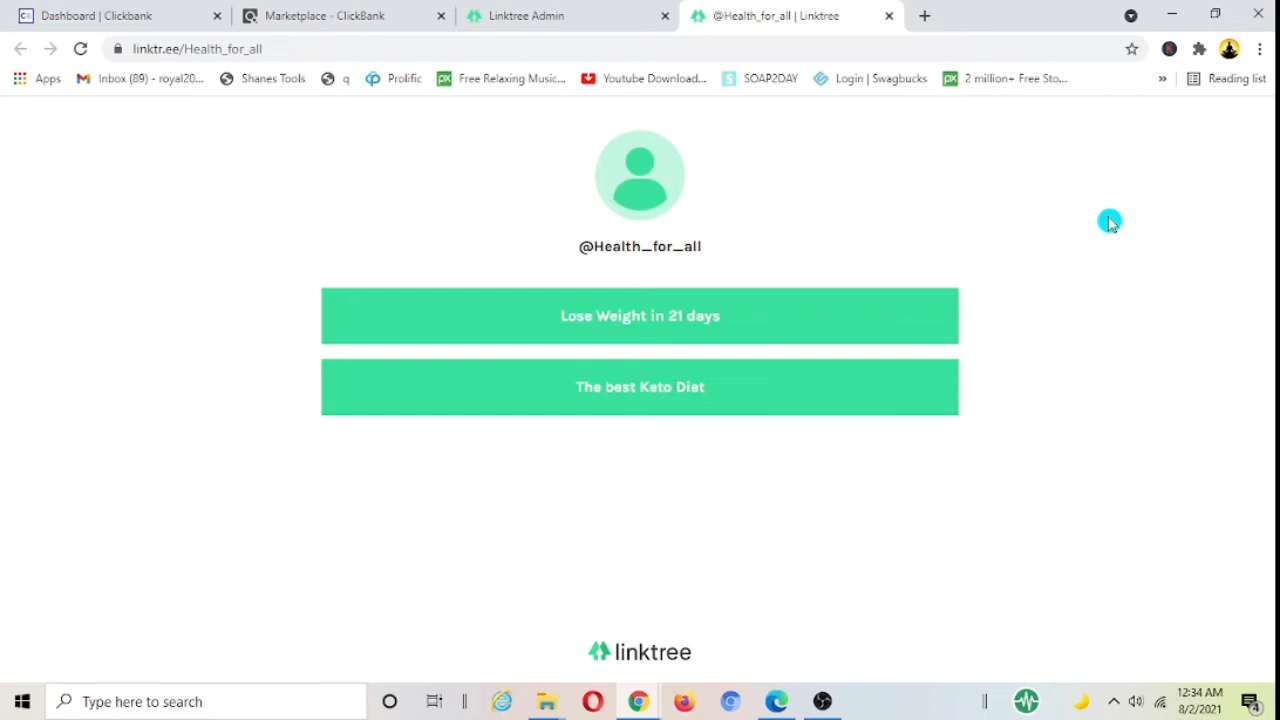 Dashboard | Clickbank
Marketplace - ClickBank
Linktree Admin
@Health_for_all | Linktree
linktr.ee/Health_for_all
K
Apps
Inbox (89) - royal20...
Shanes Tools
q
Prolific
Free Relaxing Music...
Youtube Download...
SOAP2DAY
Login | Swagbucks
2 million+ Free Sto...
»
Reading list
@Health_for_all
Lose Weight in 21 days
The best Keto Diet
linktree
Type here to search
12:34 AM
8/2/2021
4